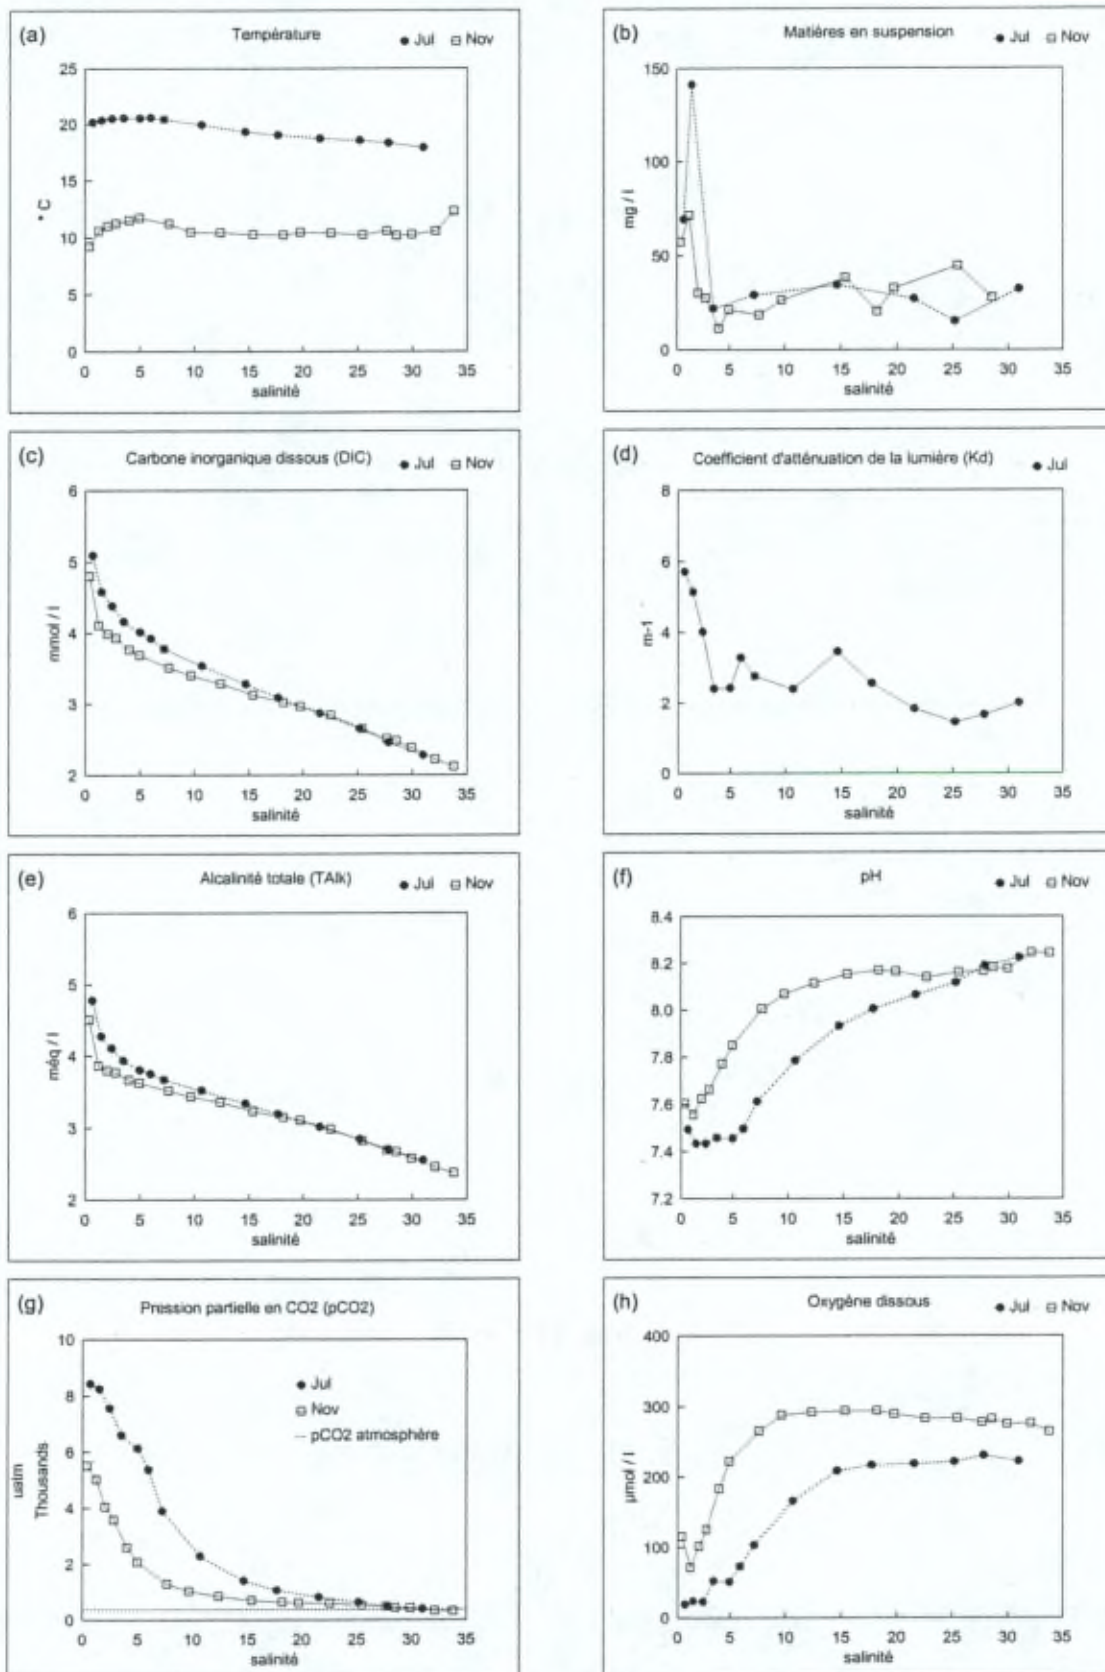 (a) Température ● Jul □ Nov
25
20
15
10
5
0
° C
0 5 10 15 20 25 30 35
salinité
(b) Matières en suspension ● Jul □ Nov
150
100
50
0
mg / l
0 5 10 15 20 25 30 35
salinité
(c) Carbone inorganique dissous (DIC) ● Jul □ Nov
6
5
4
3
2
mmol / l
0 5 10 15 20 25 30 35
salinité
(d) Coefficient d'atténuation de la lumière (Kd) ● Jul
8
6
4
2
0
m-1
0 5 10 15 20 25 30 35
salinité
(e) Alcalinité totale (TAlk) ● Jul □ Nov
6
5
4
3
2
méq / l
0 5 10 15 20 25 30 35
salinité
(f) pH ● Jul □ Nov
8.4
8.2
8.0
7.8
7.6
7.4
7.2
0 5 10 15 20 25 30 35
salinité
(g) Pression partielle en CO2 (pCO2)
10
8
6
4
2
0
uatm
Thousands
● Jul
□ Nov
pCO2 atmosphère
0 5 10 15 20 25 30 35
salinité
(h) Oxygène dissous ● Jul □ Nov
400
300
200
100
0
µmol / l
0 5 10 15 20 25 30 35
salinité